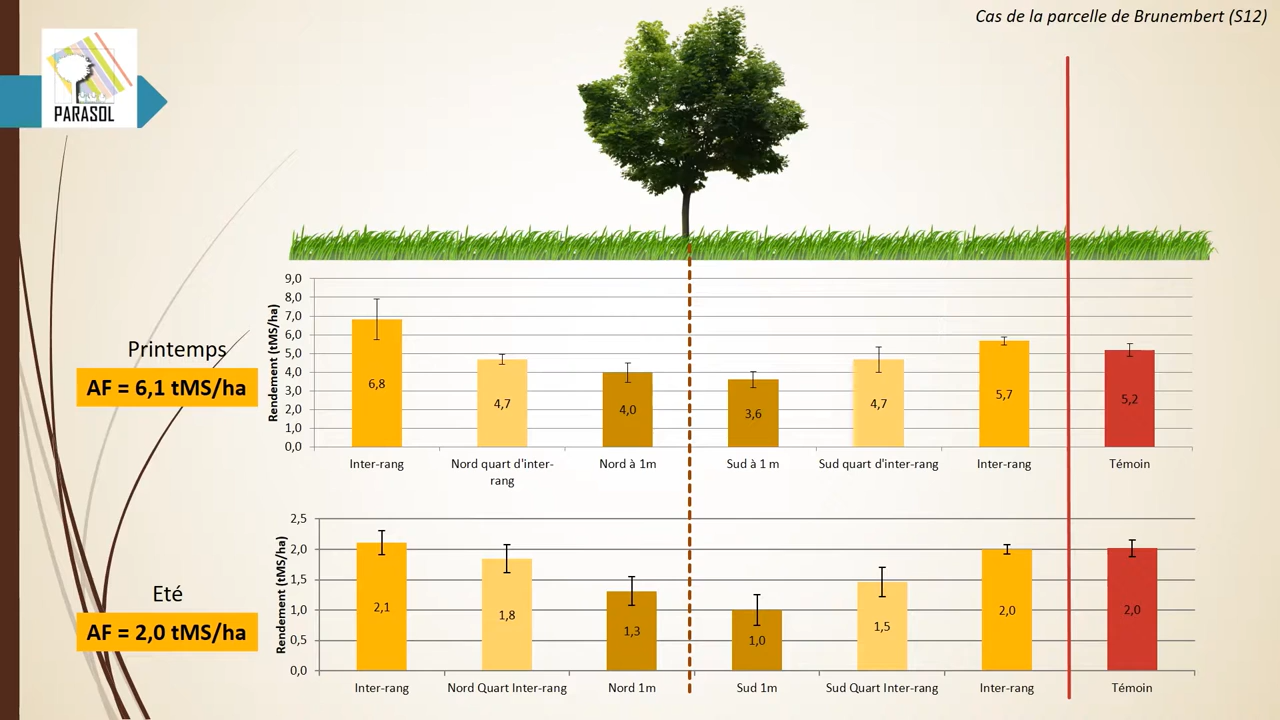 Cas de la parcelle de Brunembert (S12)
PARASOL
Printemps
AF = 6,1 tMS/ha
Rendement (tMS/ha)
9,0
8,0
7,0
6,0
5,0
4,0
3,0
2,0
1,0
0,0
6,8
4,7
4,0
3,6
4,7
5,7
5,2
Inter-rang
Nord quart d'inter-
rang
Nord à 1m
Sud à 1 m
Sud quart d'inter-rang
Inter-rang
Témoin
Eté
AF = 2,0 tMS/ha
Rendement (tMS/ha)
2,5
2,0
1,5
1,0
0,5
0,0
2,1
1,8
1,3
1,0
1,5
2,0
2,0
Inter-rang
Nord Quart Inter-rang
Nord 1m
Sud 1m
Sud Quart Inter-rang
Inter-rang
Témoin